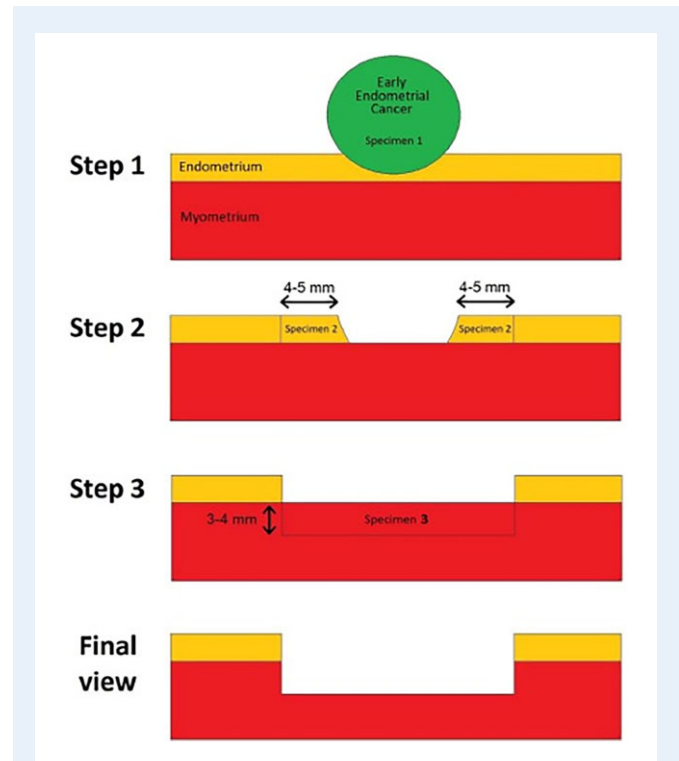 Early
Endometrial
Cancer
Specimen 1
Step 1
Endometrium
Myometrium
4-5 mm
4-5 mm
Step 2
Specimen 2
Specimen 2
Step 3
3-4 mm
Specimen 3
Final
view